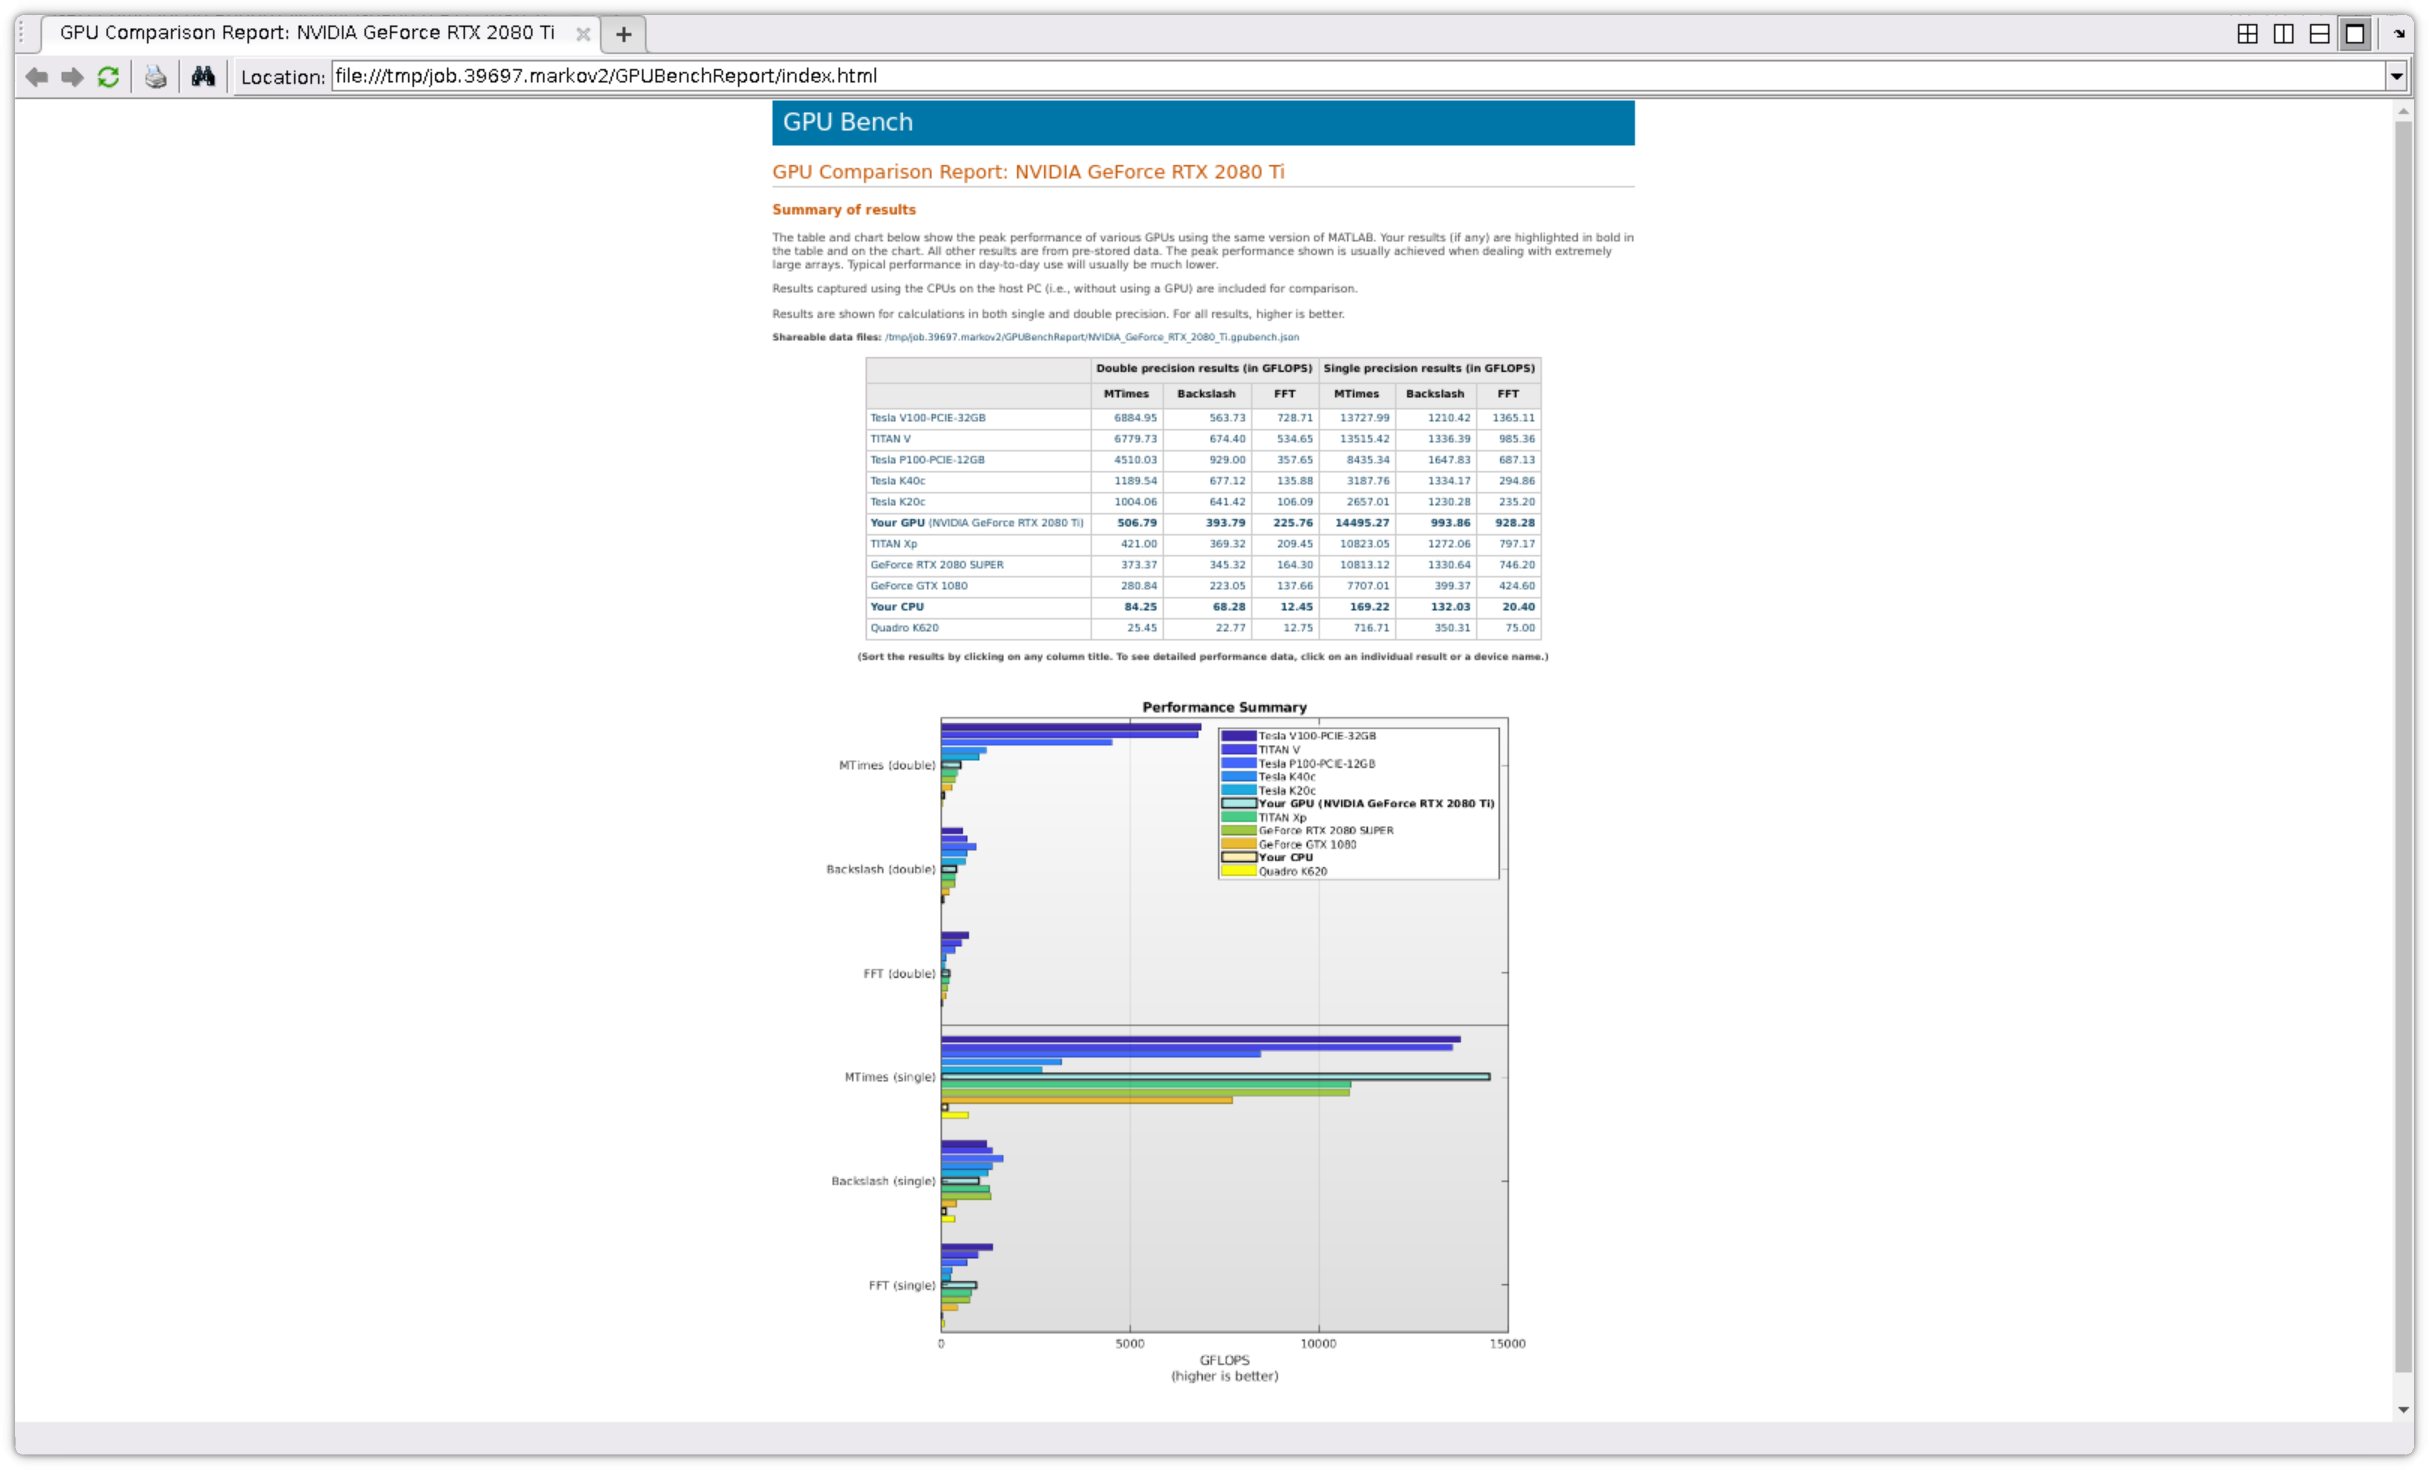 GPU Comparison Report: NVIDIA GeForce RTX 2080 Ti
Location: file:///tmp/job.39697.markov2/GPUBenchReport/index.html
GPU Bench
GPU Comparison Report: NVIDIA GeForce RTX 2080 Ti
Summary of results
The table and chart below show the peak performance of various GPUs using the same version of MATLAB. Your results (if any) are highlighted in bold in
the table and on the chart. All other results are from pre-stored data. The peak performance shown is usually achieved when dealing with extremely
large arrays. Typical performance in day-to-day use will usually be much lower.
Results captured using the CPUs on the host PC (i.e., without using a GPU) are included for comparison.
Results are shown for calculations in both single and double precision. For all results, higher is better.
Shareable data files: /tmp/job.39697.markov2/GPUBenchReport/NVIDIA_GeForce_RTX_2080_Ti.gpubench.json
Double precision results (in GFLOPS) Single precision results (in GFLOPS)
MTimes Backslash FFT MTimes Backslash FFT
Tesla V100-PCIE-32GB 6884.95 563.73 728.71 13727.99 1210.42 1365.11
TITAN V 6779.73 674.40 534.65 13515.42 1336.39 985.36
Tesla P100-PCIE-12GB 4510.03 929.00 357.65 8435.34 1647.83 687.13
Tesla K40c 1189.54 677.12 135.88 3187.76 1334.17 294.86
Tesla K20c 1004.06 641.42 106.09 2657.01 1230.28 235.20
Your GPU (NVIDIA GeForce RTX 2080 Ti) 506.79 393.79 225.76 14495.27 993.86 928.28
TITAN Xp 421.00 369.32 209.45 10823.05 1272.06 797.17
GeForce RTX 2080 SUPER 373.37 345.32 164.30 10813.12 1330.64 746.20
GeForce GTX 1080 280.84 223.05 137.66 7707.01 399.37 424.60
Your CPU 84.25 68.28 12.45 169.22 132.03 20.40
Quadro K620 25.45 22.77 12.75 716.71 350.31 75.00
(Sort the results by clicking on any column title. To see detailed performance data, click on an individual result or a device name.)
Performance Summary
Tesla V100-PCIE-32GB
TITAN V
Tesla P100-PCIE-12GB
Tesla K40c
Tesla K20c
Your GPU (NVIDIA GeForce RTX 2080 Ti)
TITAN Xp
GeForce RTX 2080 SUPER
GeForce GTX 1080
Your CPU
Quadro K620
MTimes (double)
Backslash (double)
FFT (double)
MTimes (single)
Backslash (single)
FFT (single)
0 5000 10000 15000
GFLOPS
(higher is better)